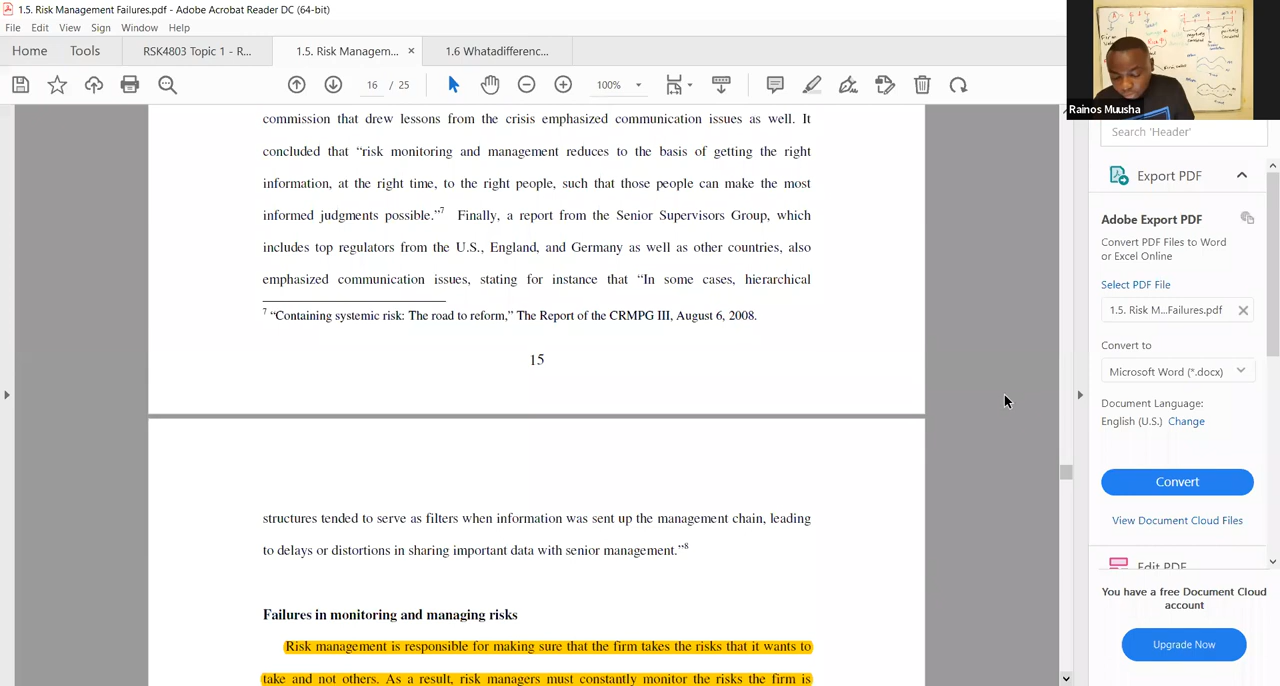 1.5. Risk Management Failures.pdf - Adobe Acrobat Reader DC (64-bit)
File Edit View Sign Window Help
Home Tools RSK4803 Topic 1 - R... 1.5. Risk Managem... × 1.6 Whatadifferenc...
16 / 25 100%
Rainos Muusha
commission that drew lessons from the crisis emphasized communication issues as well. It
concluded that “risk monitoring and management reduces to the basis of getting the right
information, at the right time, to the right people, such that those people can make the most
informed judgments possible.”7 Finally, a report from the Senior Supervisors Group, which
includes top regulators from the U.S., England, and Germany as well as other countries, also
emphasized communication issues, stating for instance that “In some cases, hierarchical
7 “Containing systemic risk: The road to reform,” The Report of the CRMPG III, August 6, 2008.
15
structures tended to serve as filters when information was sent up the management chain, leading
to delays or distortions in sharing important data with senior management.”8
Failures in monitoring and managing risks
Risk management is responsible for making sure that the firm takes the risks that it wants to
take and not others. As a result, risk managers must constantly monitor the risks the firm is
Search 'Header'
Export PDF
Adobe Export PDF
Convert PDF Files to Word
or Excel Online
Select PDF File
1.5. Risk M...Failures.pdf
Convert to
Microsoft Word (*.docx)
Document Language:
English (U.S.) Change
Convert
View Document Cloud Files
Edit PDF
You have a free Document Cloud
account
Upgrade Now